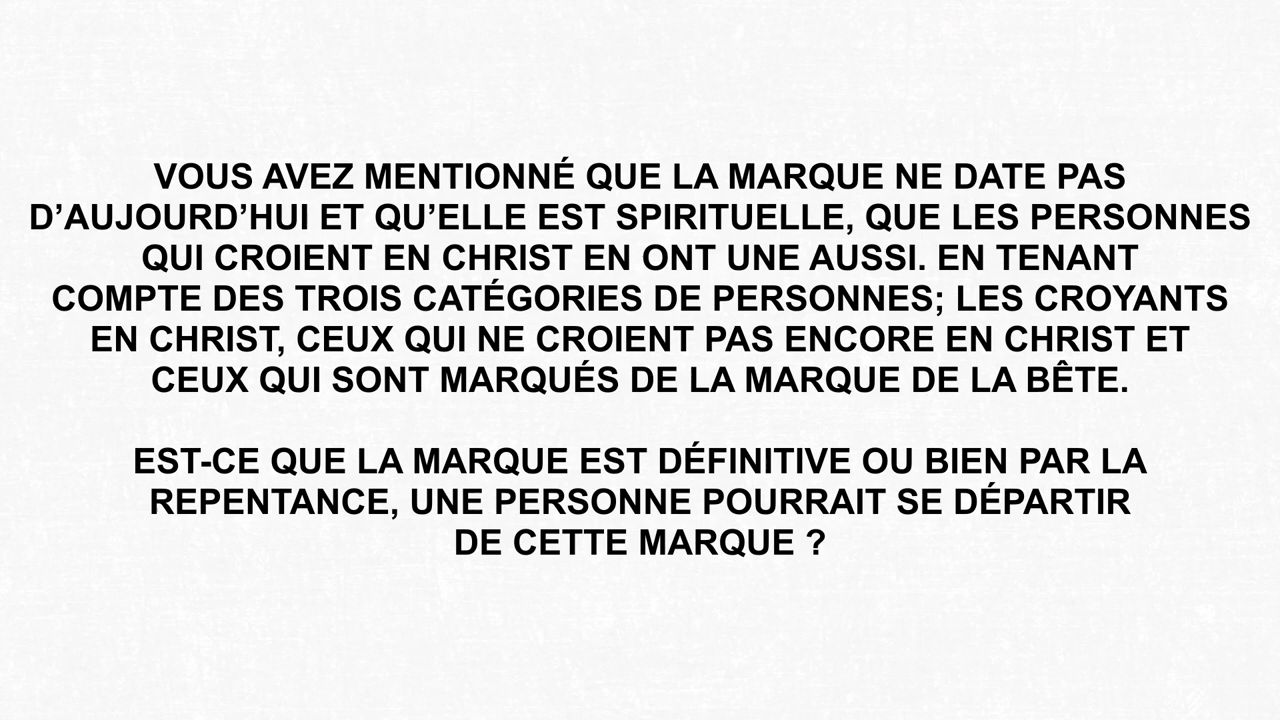 VOUS AVEZ MENTIONNÉ QUE LA MARQUE NE DATE PAS
D’AUJOURD’HUI ET QU’ELLE EST SPIRITUELLE, QUE LES PERSONNES
QUI CROIENT EN CHRIST EN ONT UNE AUSSI. EN TENANT
COMPTE DES TROIS CATÉGORIES DE PERSONNES; LES CROYANTS
EN CHRIST, CEUX QUI NE CROIENT PAS ENCORE EN CHRIST ET
CEUX QUI SONT MARQUÉS DE LA MARQUE DE LA BÊTE.
EST-CE QUE LA MARQUE EST DÉFINITIVE OU BIEN PAR LA
REPENTANCE, UNE PERSONNE POURRAIT SE DÉPARTIR
DE CETTE MARQUE ?